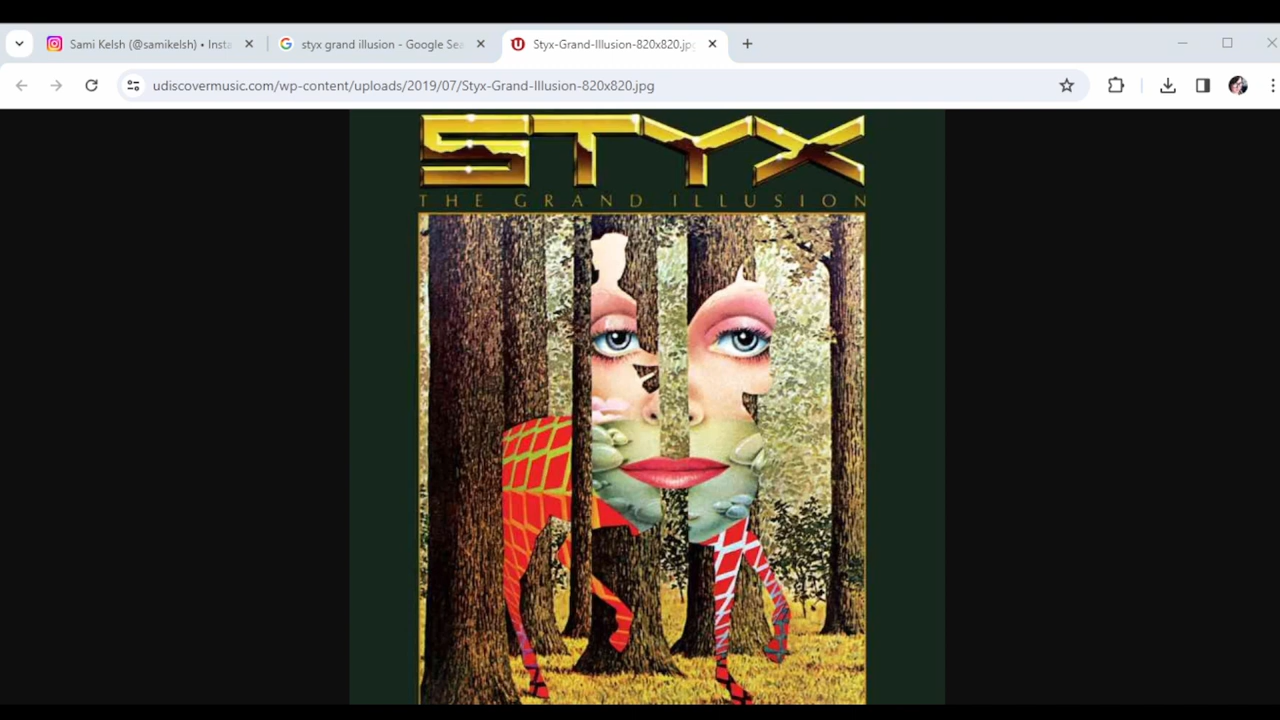 Sami Kelsh (@samikelsh) • Insta
styx grand illusion - Google Sea
Styx-Grand-Illusion-820x820.jpg
udiscovermusic.com/wp-content/uploads/2019/07/Styx-Grand-Illusion-820x820.jpg
STYX
THE GRAND ILLUSION